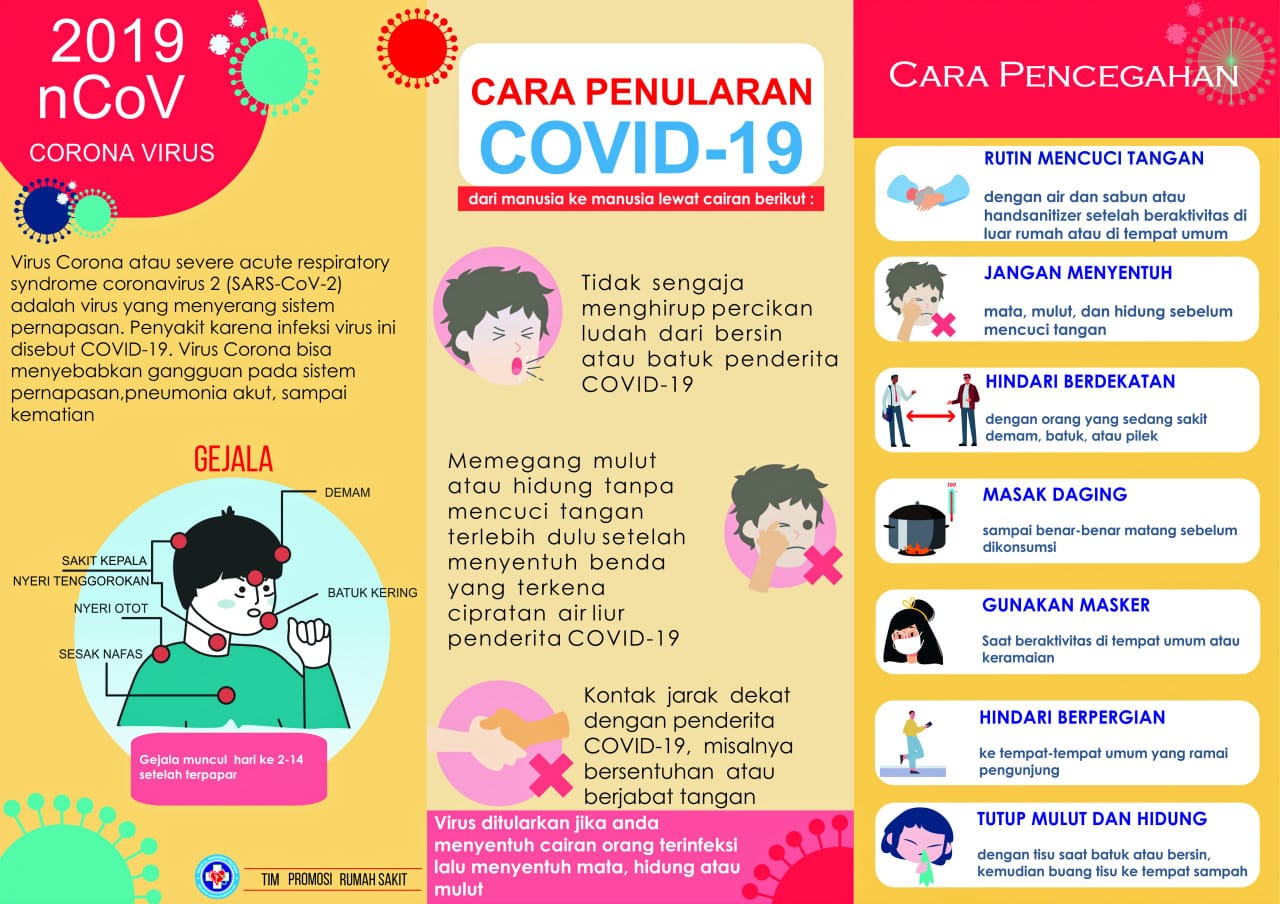 2019
nCoV
CORONA VIRUS
Virus Corona atau severe acute respiratory
syndrome coronavirus 2 (SARS-CoV-2)
adalah virus yang menyerang sistem
pernapasan. Penyakit karena infeksi virus ini
disebut COVID-19. Virus Corona bisa
menyebabkan gangguan pada sistem
pernapasan,pneumonia akut, sampai
kematian
GEJALA
DEMAM
SAKIT KEPALA
NYERI TENGGOROKAN
BATUK KERING
NYERI OTOT
SESAK NAFAS
Gejala muncul hari ke 2-14
setelah terpapar
TIM PROMOSI RUMAH SAKIT
CARA PENULARAN
COVID-19
dari manusia ke manusia lewat cairan berikut :
Tidak sengaja
menghirup percikan
ludah dari bersin
atau batuk penderita
COVID-19
Memegang mulut
atau hidung tanpa
mencuci tangan
terlebih dulu setelah
menyentuh benda
yang terkena
cipratan air liur
penderita COVID-19
Kontak jarak dekat
dengan penderita
COVID-19, misalnya
bersentuhan atau
berjabat tangan
Virus ditularkan jika anda
menyentuh cairan orang terinfeksi
lalu menyentuh mata, hidung atau
mulut
CARA PENCEGAHAN
RUTIN MENCUCI TANGAN
dengan air dan sabun atau
handsanitizer setelah beraktivitas di
luar rumah atau di tempat umum
JANGAN MENYENTUH
mata, mulut, dan hidung sebelum
mencuci tangan
HINDARI BERDEKATAN
dengan orang yang sedang sakit
demam, batuk, atau pilek
100
MASAK DAGING
sampai benar-benar matang sebelum
dikonsumsi
GUNAKAN MASKER
Saat beraktivitas di tempat umum atau
keramaian
HINDARI BERPERGIAN
ke tempat-tempat umum yang ramai
pengunjung
TUTUP MULUT DAN HIDUNG
dengan tisu saat batuk atau bersin,
kemudian buang tisu ke tempat sampah